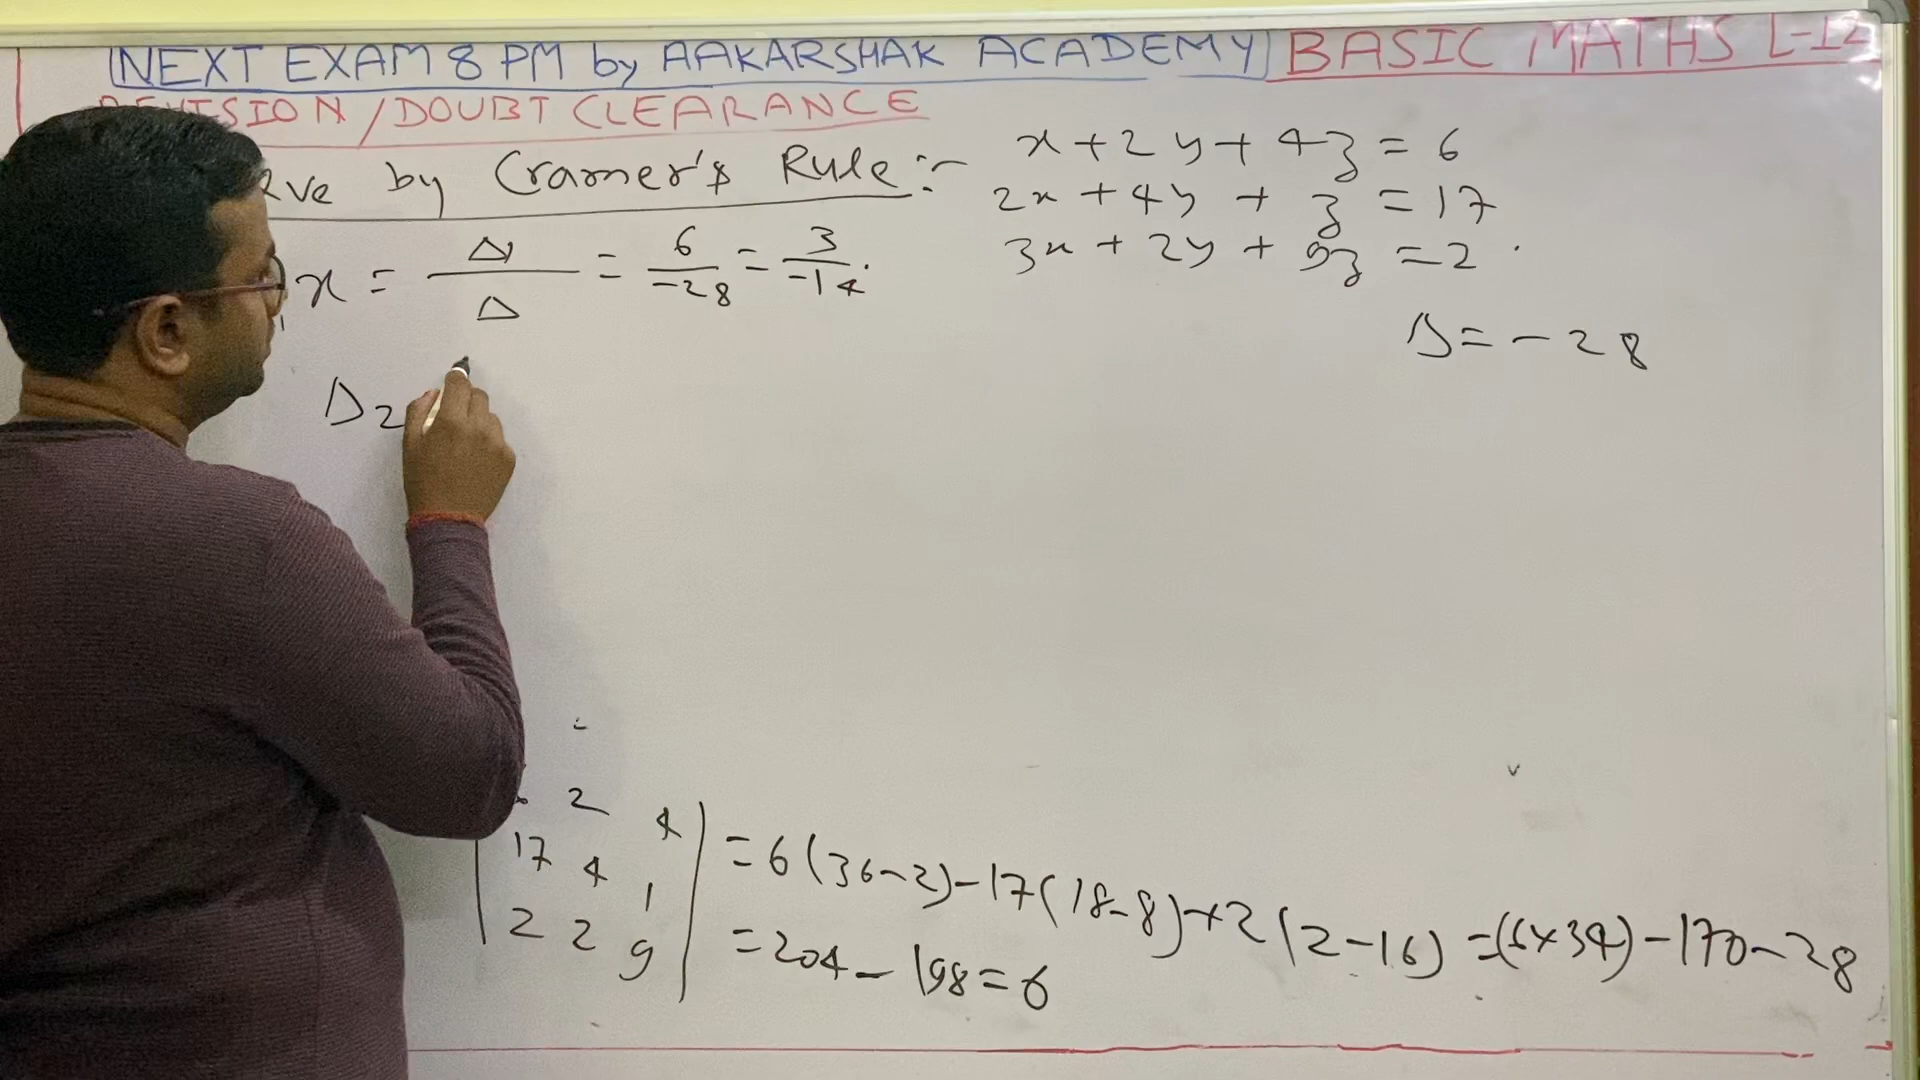 NEXT EXAM 8 PM by AAKARSHAK ACADEMY BASIC MATHS L-12
REVISION/DOUBT CLEARANCE
by Cramer's Rule:-
x+2y+4z=6
2x+4y+z=17
3x+2y+9z=2
x = Δ1/Δ = 6/-28 = 3/-14.
Δ=-28
Δ2
2 4
17 4 1
2 2 9
=6(36-2)-17(18-8)+2(2-16)=(6x34)-170-28
=204-198=6